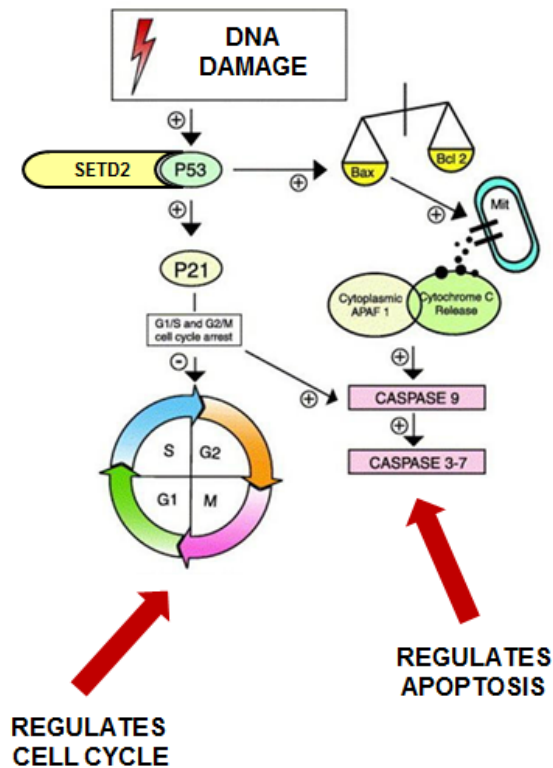 DNA
DAMAGE
+
SETD2
P53
+
+
Bax
Bcl 2
+
Mit
P21
Cytoplasmic
APAF 1
Cytochrome C
Release
G1/S and G2/M
cell cycle arrest
-
+
+
CASPASE 9
+
CASPASE 3-7
S
G2
G1
M
REGULATES
APOPTOSIS
REGULATES
CELL CYCLE